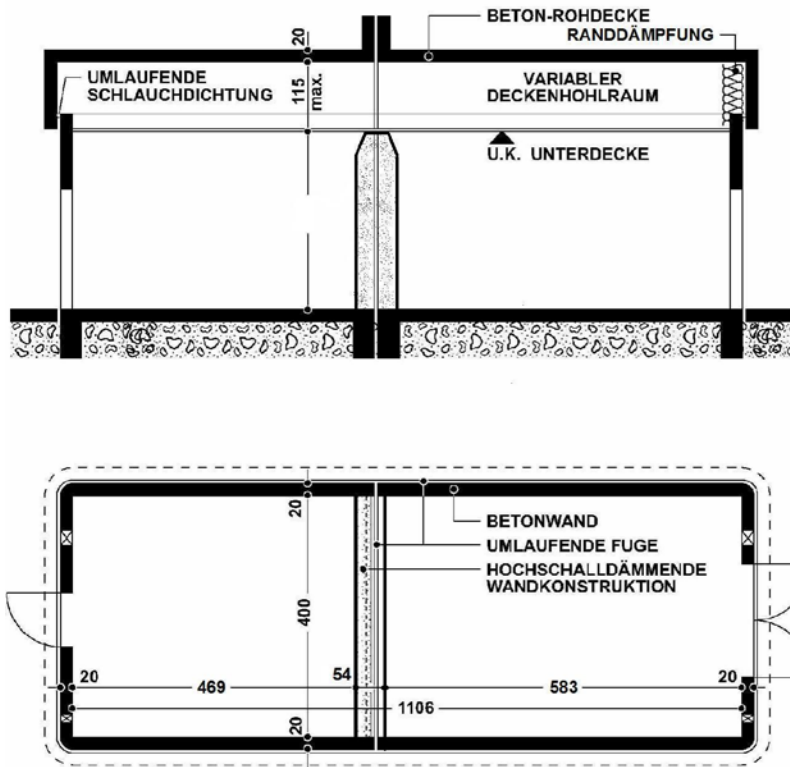 BETON-ROHDECKE
RANDDÄMPFUNG
20
UMLAUFENDE
SCHLAUCHDICHTUNG
115
max.
VARIABLER
DECKENHOHLRAUM
U.K. UNTERDECKE
20
BETONWAND
UMLAUFENDE FUGE
HOCHSCHALLDÄMMENDE
WANDKONSTRUKTION
400
20
469
54
583
20
1106
20